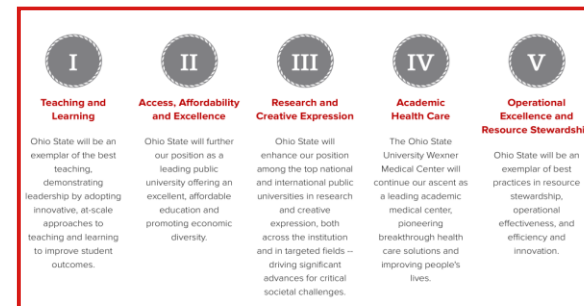 I
Teaching and
Learning
Ohio State will be an
exemplar of the best
teaching,
demonstrating
leadership by adopting
innovative, at-scale
approaches to
teaching and learning
to improve student
outcomes.
II
Access, Affordability
and Excellence
Ohio State will further
our position as a
leading public
university offering an
excellent, affordable
education and
promoting economic
diversity.
III
Research and
Creative Expression
Ohio State will
enhance our position
among the top national
and international public
universities in research
and creative
expression, both
across the institution
and in targeted fields –
driving significant
advances for critical
societal challenges.
IV
Academic
Health Care
The Ohio State
University Wexner
Medical Center will
continue our ascent as
a leading academic
medical center,
pioneering
breakthrough health
care solutions and
improving people's
lives.
V
Operational
Excellence and
Resource Stewardshi
Ohio State will be an
exemplar of best
practices in resource
stewardship,
operational
effectiveness, and
efficiency and
innovation.